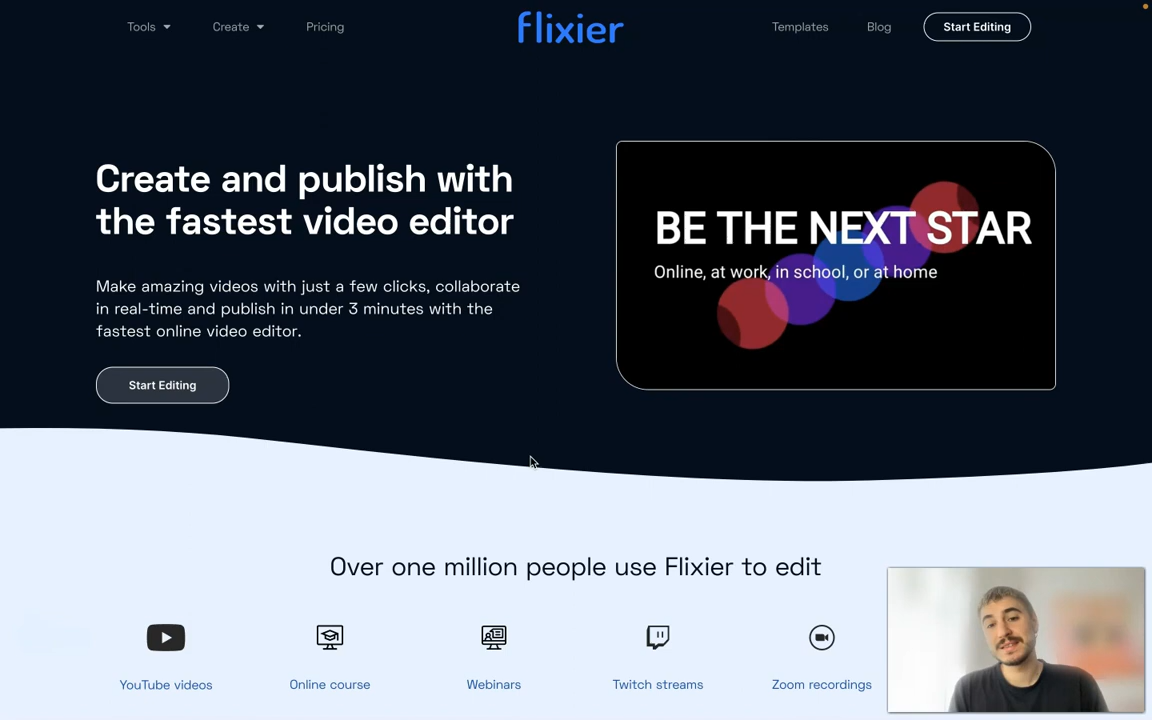 Tools
Create
Pricing
flixier
Templates
Blog
Start Editing
Create and publish with
the fastest video editor
Make amazing videos with just a few clicks, collaborate
in real-time and publish in under 3 minutes with the
fastest online video editor.
Start Editing
BE THE NEXT STAR
Online, at work, in school, or at home
Over one million people use Flixier to edit
YouTube videos
Online course
Webinars
Twitch streams
Zoom recordings